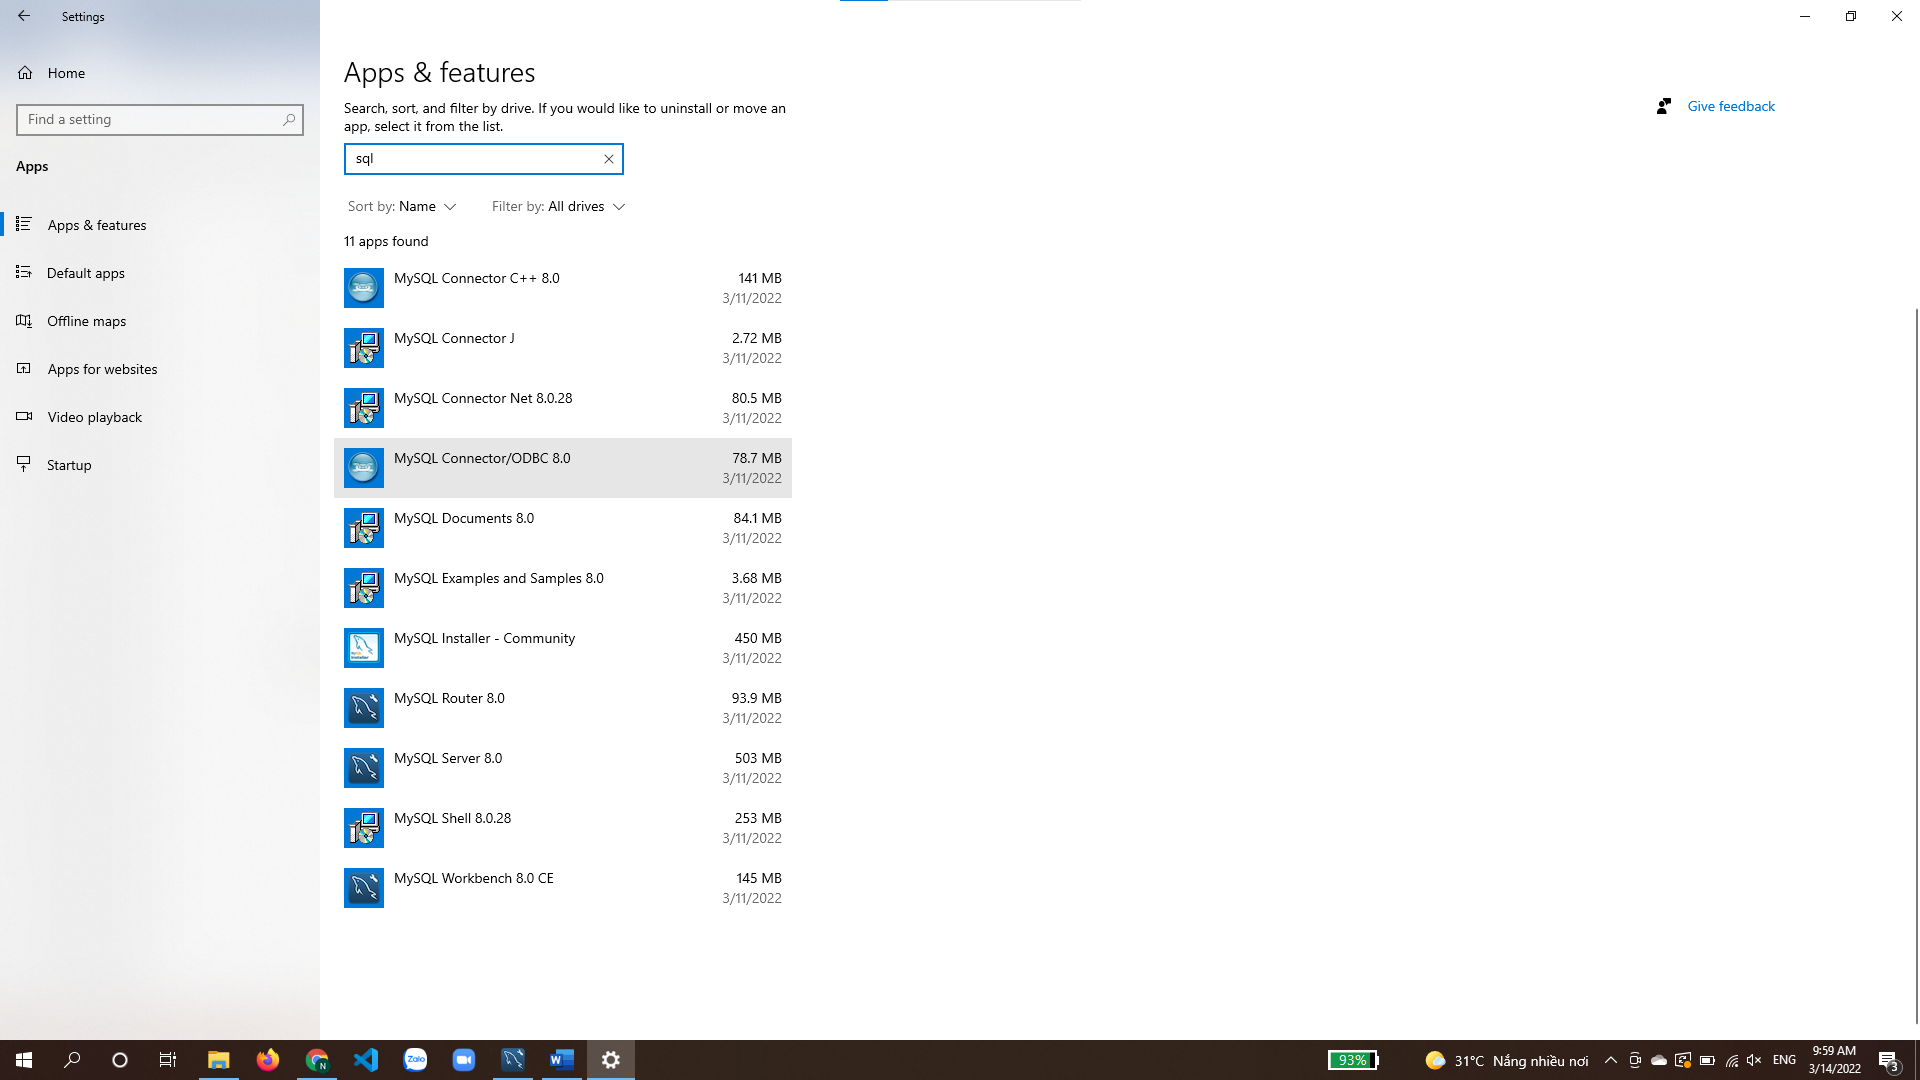 Settings
Home
Find a setting
Apps
Apps & features
Default apps
Offline maps
Apps for websites
Video playback
Startup
Apps & features
Search, sort, and filter by drive. If you would like to uninstall or move an
app, select it from the list.
sql
Sort by: Name
Filter by: All drives
11 apps found
MySQL Connector C++ 8.0 141 MB
3/11/2022
MySQL Connector J 2.72 MB
3/11/2022
MySQL Connector Net 8.0.28 80.5 MB
3/11/2022
MySQL Connector/ODBC 8.0 78.7 MB
3/11/2022
MySQL Documents 8.0 84.1 MB
3/11/2022
MySQL Examples and Samples 8.0 3.68 MB
3/11/2022
MySQL Installer - Community 450 MB
3/11/2022
MySQL Router 8.0 93.9 MB
3/11/2022
MySQL Server 8.0 503 MB
3/11/2022
MySQL Shell 8.0.28 253 MB
3/11/2022
MySQL Workbench 8.0 CE 145 MB
3/11/2022
Give feedback
Zalo
N
W
93%
31°C Nắng nhiều nơi
ENG
9:59 AM
3/14/2022
3